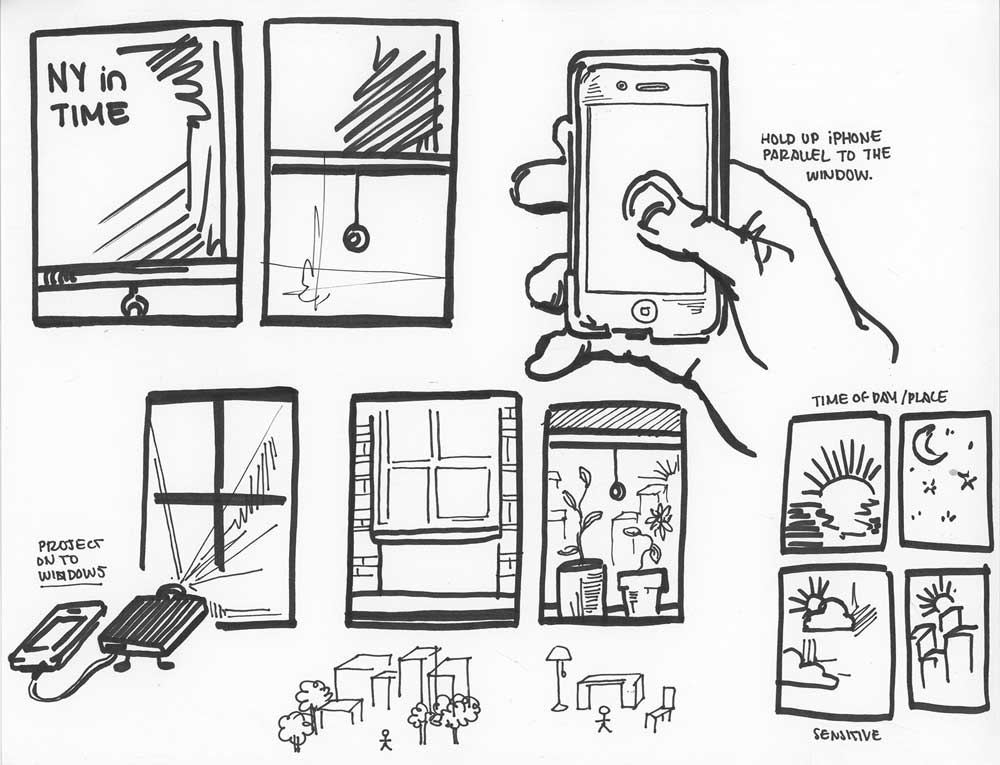 NY in
TIME
HOLD UP iPHONE
PARALLEL TO THE
WINDOW.
TIME OF DAY/PLACE
PROJECT
ON TO
WINDOWS
SENSITIVE